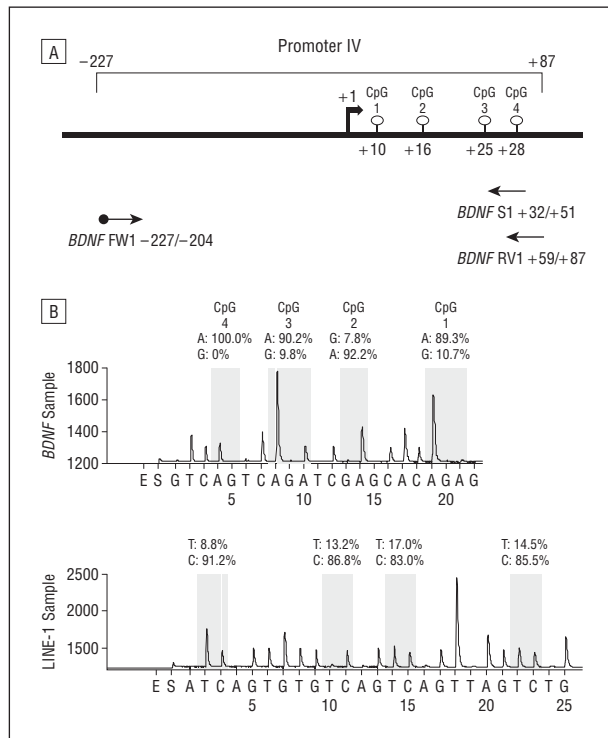 A
Promoter IV
−227
+87
+1
CpG 1
CpG 2
CpG 3
CpG 4
+10
+16
+25
+28
BDNF S1 +32/+51
BDNF FW1 −227/−204
BDNF RV1 +59/+87
B
CpG 4
A: 100.0%
G: 0%
CpG 3
A: 90.2%
G: 9.8%
CpG 2
G: 7.8%
A: 92.2%
CpG 1
A: 89.3%
G: 10.7%
BDNF Sample
1800
1600
1400
1200
E S G T C A G T C A G A T C G A G C A C A G A G
5 10 15 20
T: 8.8%
C: 91.2%
T: 13.2%
C: 86.8%
T: 17.0%
C: 83.0%
T: 14.5%
C: 85.5%
LINE-1 Sample
2500
2000
1500
E S A T C A G T G T G T C A G T C A G T T A G T C T G
5 10 15 20 25